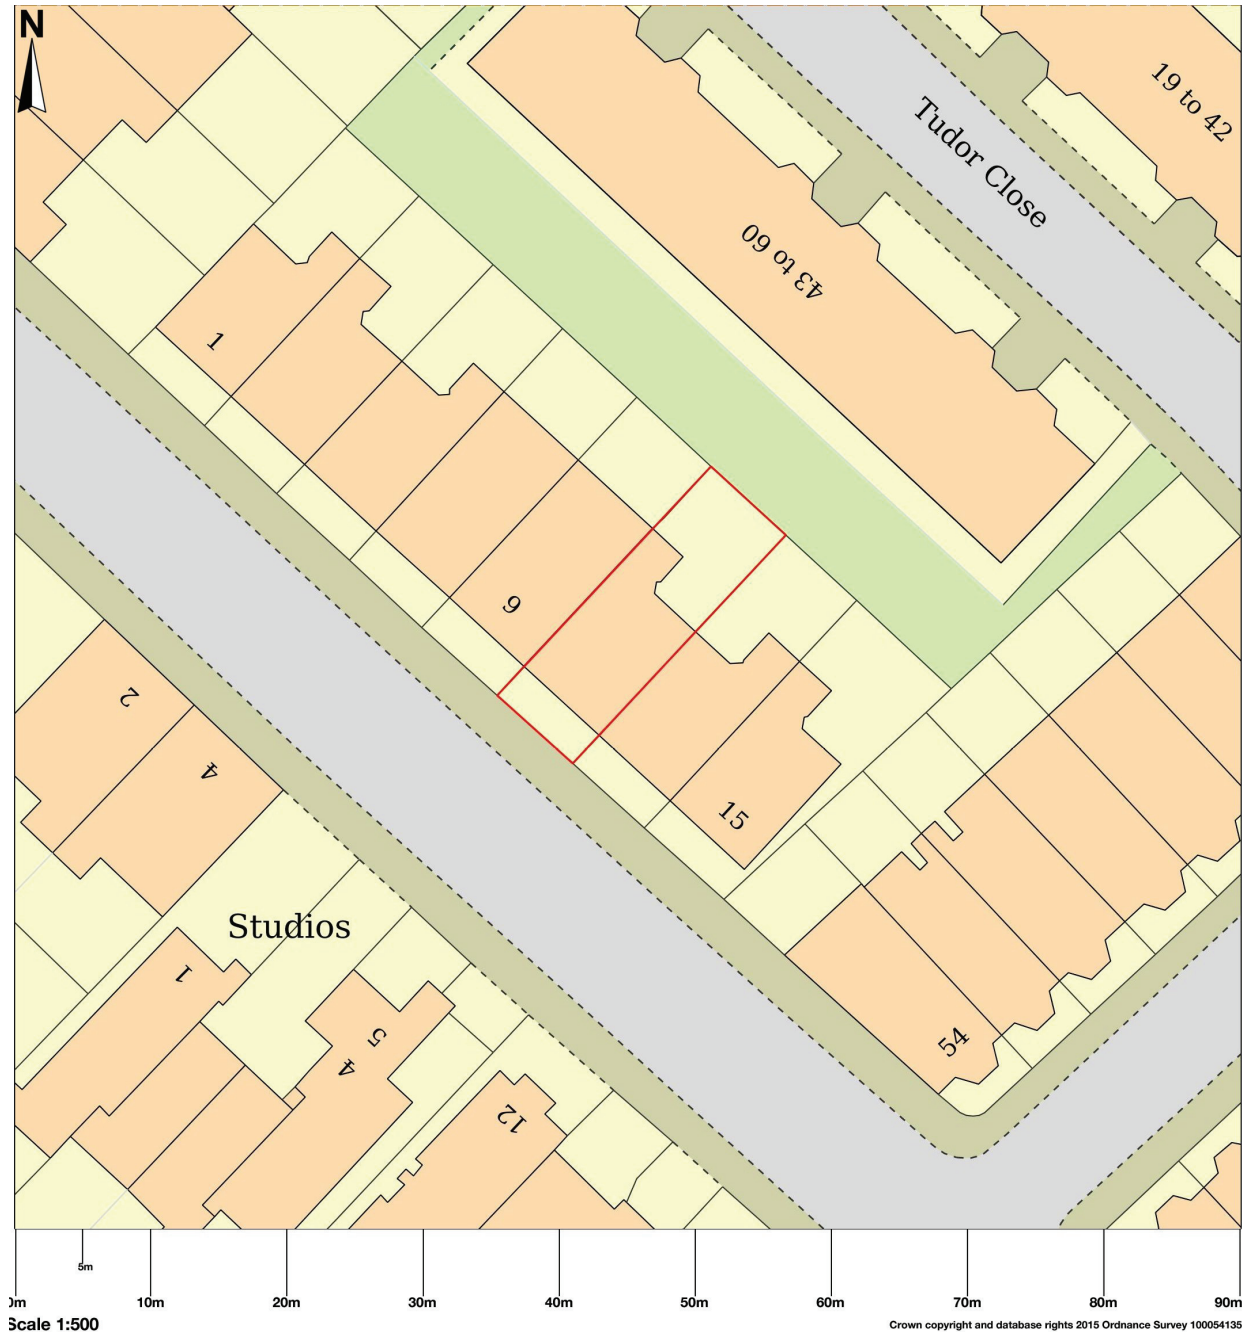 N
19 to 42
Tudor Close
43 to 60
1
9
2
4
15
Studios
1
5
4
54
12
5m
0m 10m 20m 30m 40m 50m 60m 70m 80m 90m
Scale 1:500
Crown copyright and database rights 2015 Ordnance Survey 100054135